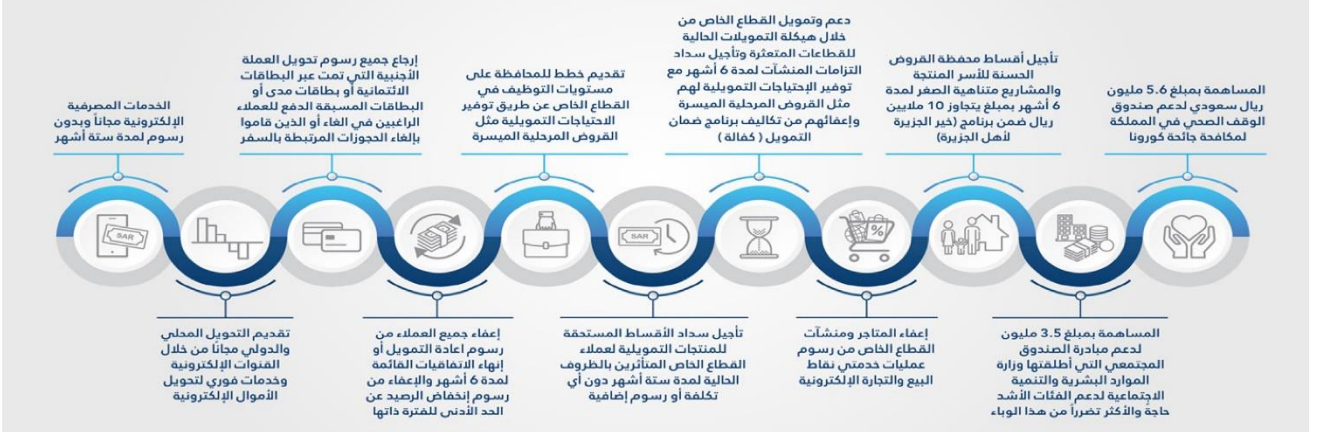 المساهمة بمبلغ 5.6 مليون
ريال سعودي لدعم صندوق
الوقف الصحي في المملكة
لمكافحة جائحة كورونا
المساهمة بمبلغ 3.5 مليون
لدعم مبادرة الصندوق
المجتمعي التي أطلقتها وزارة
الموارد البشرية والتنمية
الاجتماعية لدعم الفئات الأشد
حاجة والأكثر تضرراً من هذا الوباء
تأجيل أقساط محفظة القروض
الحسنة للأسر المنتجة
والمشاريع متناهية الصغر لمدة
6 أشهر بمبلغ يتجاوز 10 ملايين
ريال ضمن برنامج (خير الجزيرة
لأهل الجزيرة)
إعفاء المتاجر ومنشآت
القطاع الخاص من رسوم
عمليات خدمتي نقاط
البيع والتجارة الإلكترونية
دعم وتمويل القطاع الخاص من
خلال هيكلة التمويلات الحالية
للقطاعات المتعثرة وتأجيل سداد
التزامات المنشآت لمدة 6 أشهر مع
توفير الإحتياجات التمويلية لهم
مثل القروض المرحلية الميسرة
وإعفائهم من تكاليف برنامج ضمان
التمويل ( كفالة )
SAR
تأجيل سداد الأقساط المستحقة
للمنتجات التمويلية لعملاء
القطاع الخاص المتأثرين بالظروف
الحالية لمدة ستة أشهر دون أي
تكلفة أو رسوم إضافية
تقديم خطط للمحافظة على
مستويات التوظيف في
القطاع الخاص عن طريق توفير
الاحتياجات التمويلية مثل
القروض المرحلية الميسرة
إعفاء جميع العملاء من
رسوم اعادة التمويل أو
إنهاء الاتفاقيات القائمة
لمدة 6 أشهر والإعفاء من
رسوم إنخفاض الرصيد عن
الحد الأدنى للفترة ذاتها
إرجاع جميع رسوم تحويل العملة
الأجنبية التي تمت عبر البطاقات
الائتمانية أو بطاقات مدى أو
البطاقات المسبقة الدفع للعملاء
الراغبين في الغاء أو الذين قاموا
بإلغاء الحجوزات المرتبطة بالسفر
تقديم التحويل المحلي
والدولي مجاناً من خلال
القنوات الإلكترونية
وخدمات فوري لتحويل
الأموال الإلكترونية
الخدمات المصرفية
الإلكترونية مجاناً وبدون
رسوم لمدة ستة أشهر
SAR